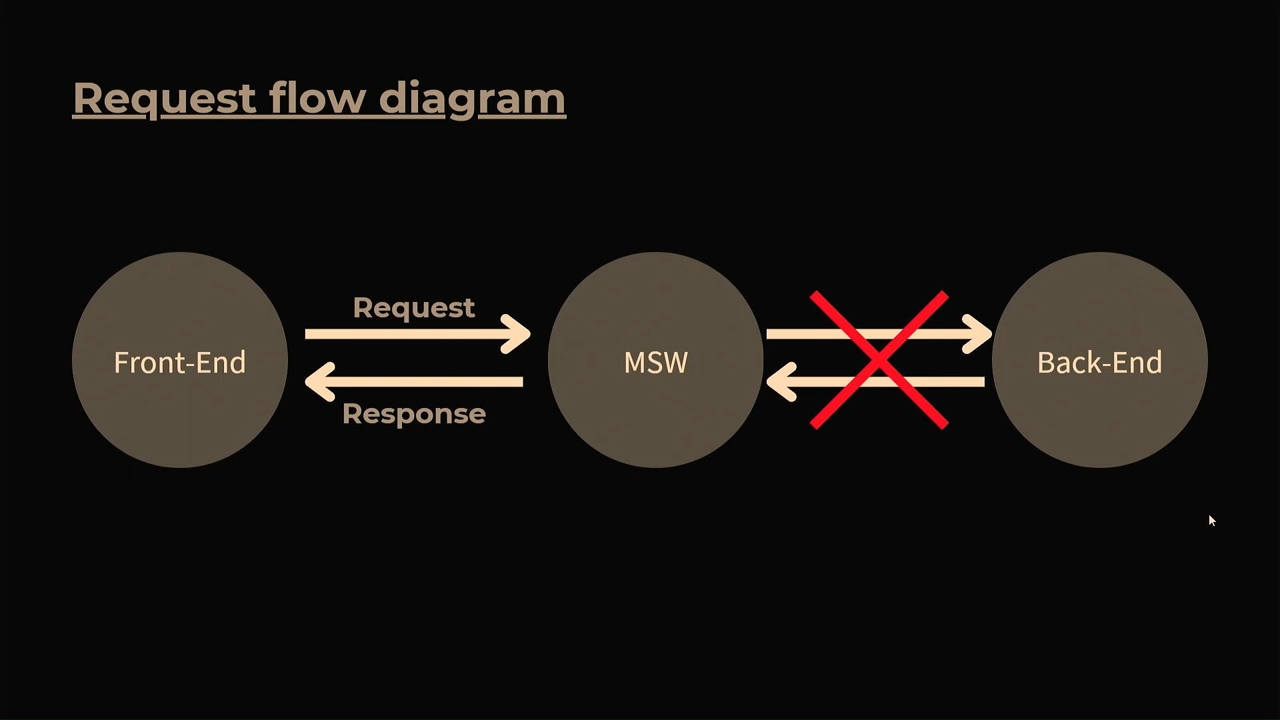 Request flow diagram
Request
Front-End
MSW
Back-End
Response